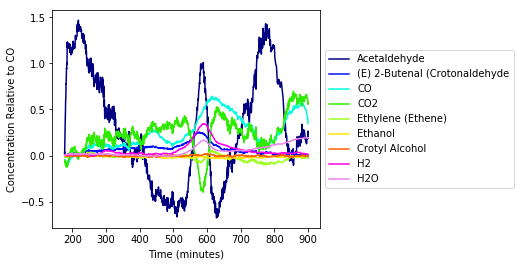 1.5
1.0
0.5
0.0
−0.5
200 300 400 500 600 700 800 900
Concentration Relative to CO
Time (minutes)
Acetaldehyde
(E) 2-Butenal (Crotonaldehyde
CO
CO2
Ethylene (Ethene)
Ethanol
Crotyl Alcohol
H2
H2O